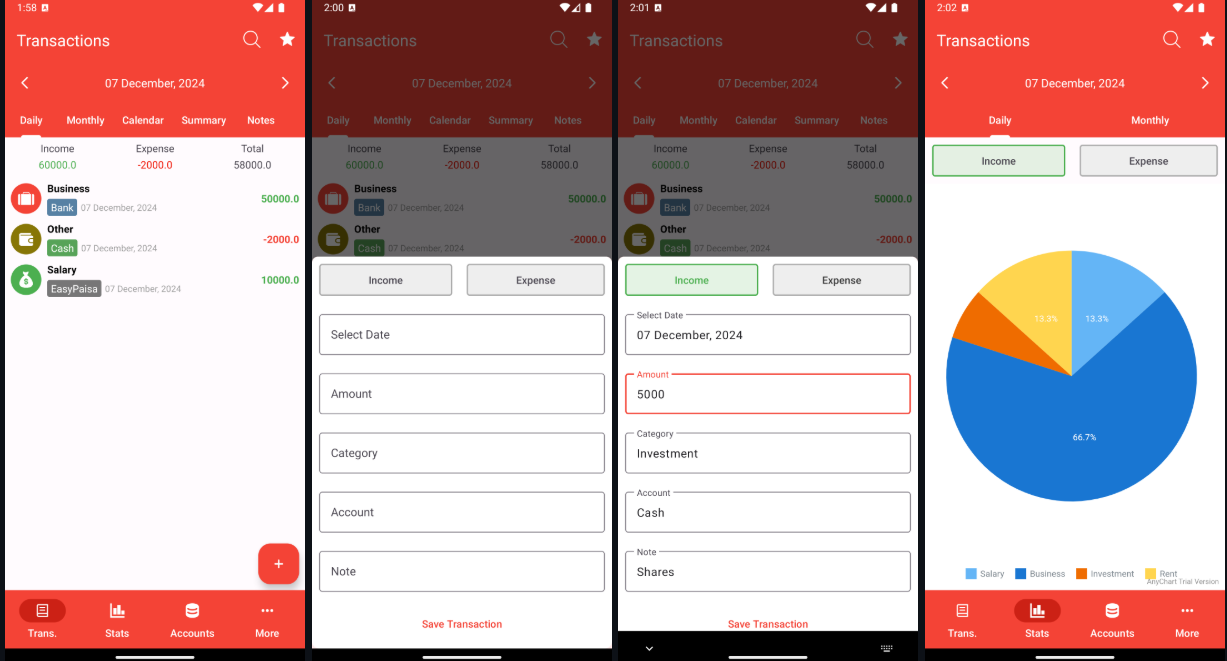 1:58
Transactions
07 December, 2024
Daily Monthly Calendar Summary Notes
Income Expense Total
60000.0 -2000.0 58000.0
Business
Bank 07 December, 2024 50000.0
Other
Cash 07 December, 2024 -2000.0
Salary
EasyPaisa 07 December, 2024 10000.0
+
Trans. Stats Accounts More
2:00
Transactions
07 December, 2024
Daily Monthly Calendar Summary Notes
Income Expense Total
60000.0 -2000.0 58000.0
Business
Bank 07 December, 2024 50000.0
Other
Cash 07 December, 2024 -2000.0
Income Expense
Select Date
Amount
Category
Account
Note
Save Transaction
2:01
Transactions
07 December, 2024
Daily Monthly Calendar Summary Notes
Income Expense Total
60000.0 -2000.0 58000.0
Business
Bank 07 December, 2024 50000.0
Other
Cash 07 December, 2024 -2000.0
Income Expense
Select Date
07 December, 2024
Amount
5000
Category
Investment
Account
Cash
Note
Shares
Save Transaction
2:02
Transactions
07 December, 2024
Daily Monthly
Income Expense
13.3% 13.3%
66.7%
Salary Business Investment Rent
AnyChart Trial Version
Trans. Stats Accounts More